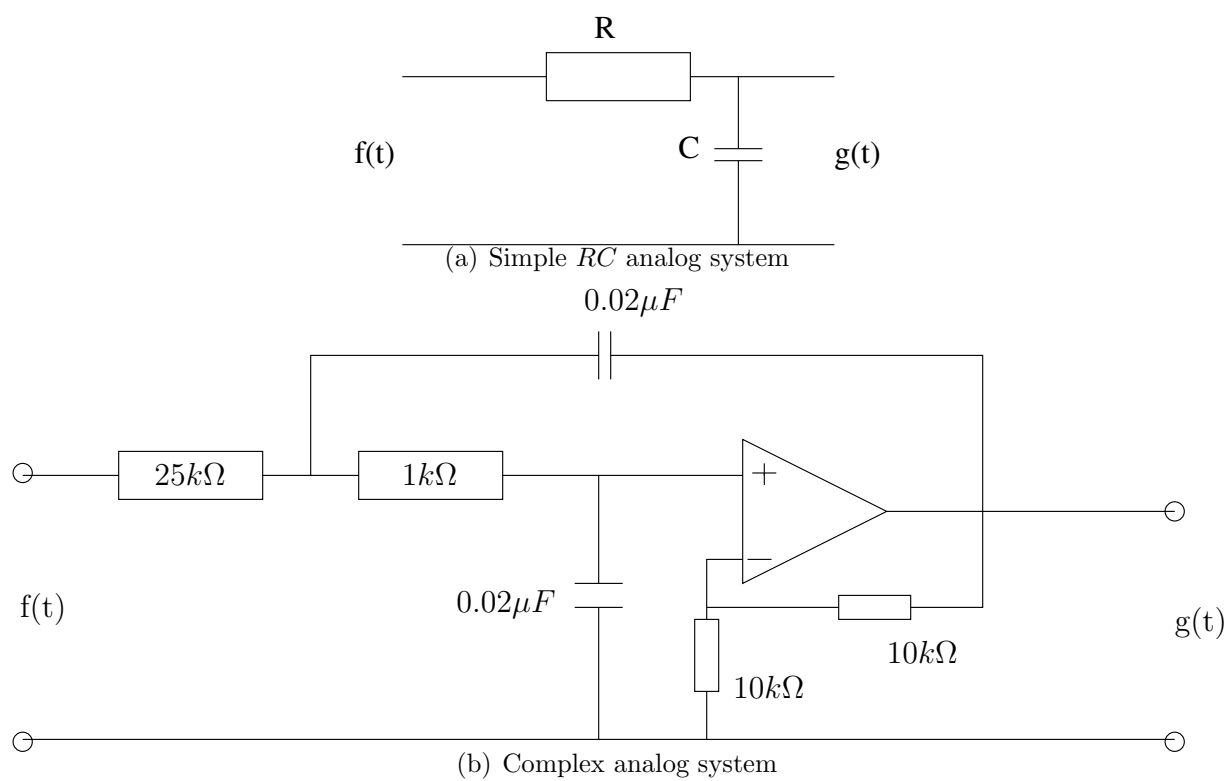 R
f(t)
C
g(t)
(a) Simple RC analog system
0.02μF
25kΩ
1kΩ
+
−
0.02μF
f(t)
10kΩ
10kΩ
g(t)
(b) Complex analog system